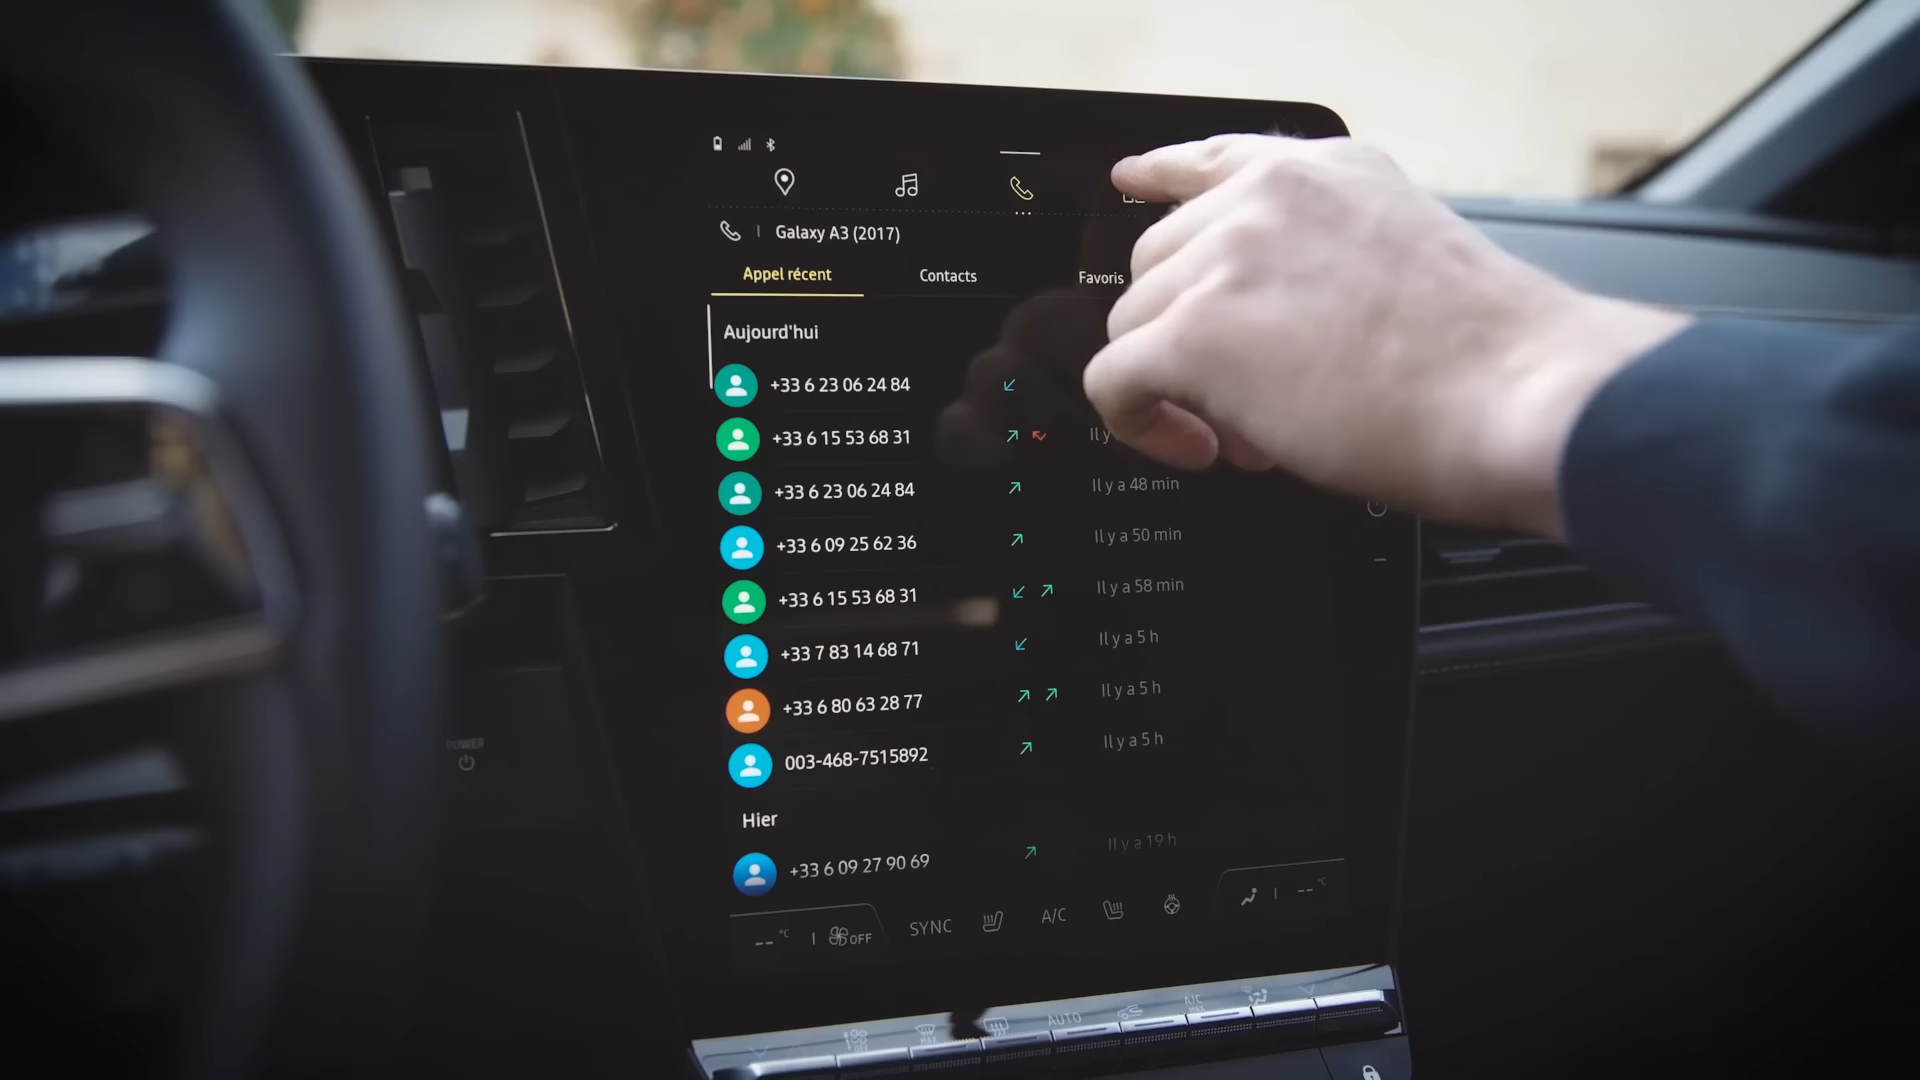 Galaxy A3 (2017)
Appel récent Contacts Favoris
Aujourd'hui
+33 6 23 06 24 84
+33 6 15 53 68 31 Il y
+33 6 23 06 24 84 Il y a 48 min
+33 6 09 25 62 36 Il y a 50 min
+33 6 15 53 68 31 Il y a 58 min
+33 7 83 14 68 71 Il y a 5 h
+33 6 80 63 28 77 Il y a 5 h
003-468-7515892 Il y a 5 h
Hier
+33 6 09 27 90 69 Il y a 19 h
-- °C OFF SYNC A/C -- °C
POWER
MAX AUTO A/C MAX